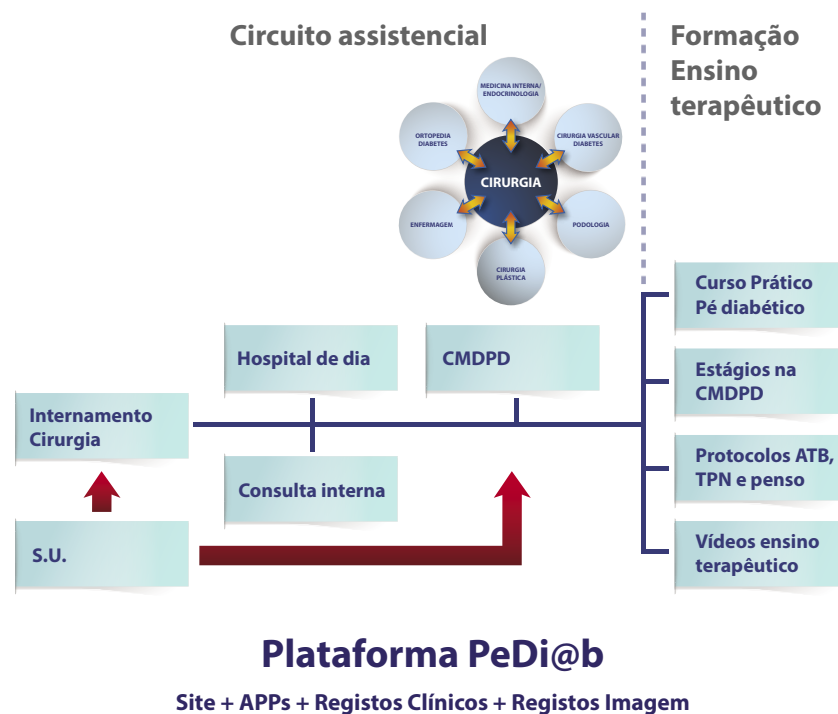 Circuito assistencial
Formação
Ensino
terapêutico
MEDICINA INTERNA/
ENDOCRINOLOGIA
ORTOPEDIA
DIABETES
CIRURGIA VASCULAR
DIABETES
CIRURGIA
ENFERMAGEM
PODOLOGIA
CIRURGIA
PLÁSTICA
Hospital de dia
CMDPD
Internamento
Cirurgia
Consulta interna
S.U.
Curso Prático
Pé diabético
Estágios na
CMDPD
Protocolos ATB,
TPN e penso
Vídeos ensino
terapêutico
Plataforma PeDi@b
Site + APPs + Registos Clínicos + Registos Imagem